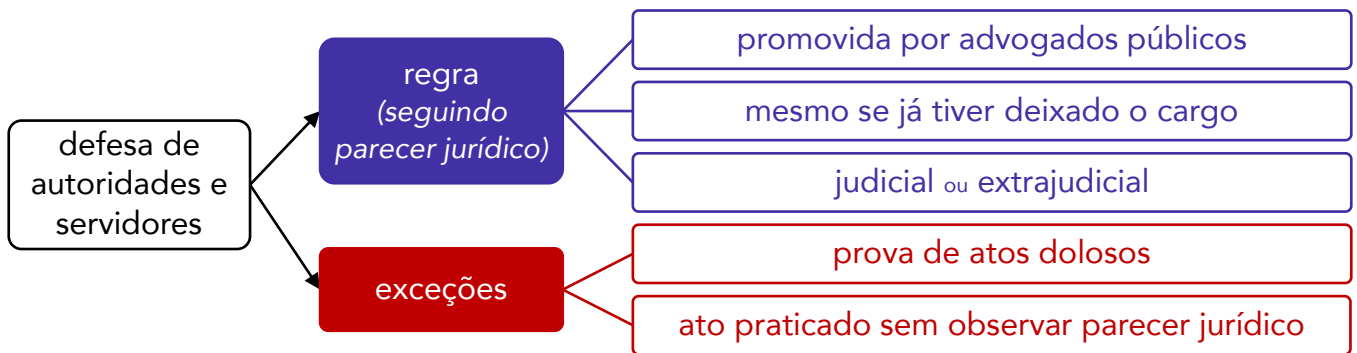 defesa de
autoridades e
servidores
regra
(seguindo
parecer jurídico)
promovida por advogados públicos
mesmo se já tiver deixado o cargo
judicial ou extrajudicial
exceções
prova de atos dolosos
ato praticado sem observar parecer jurídico